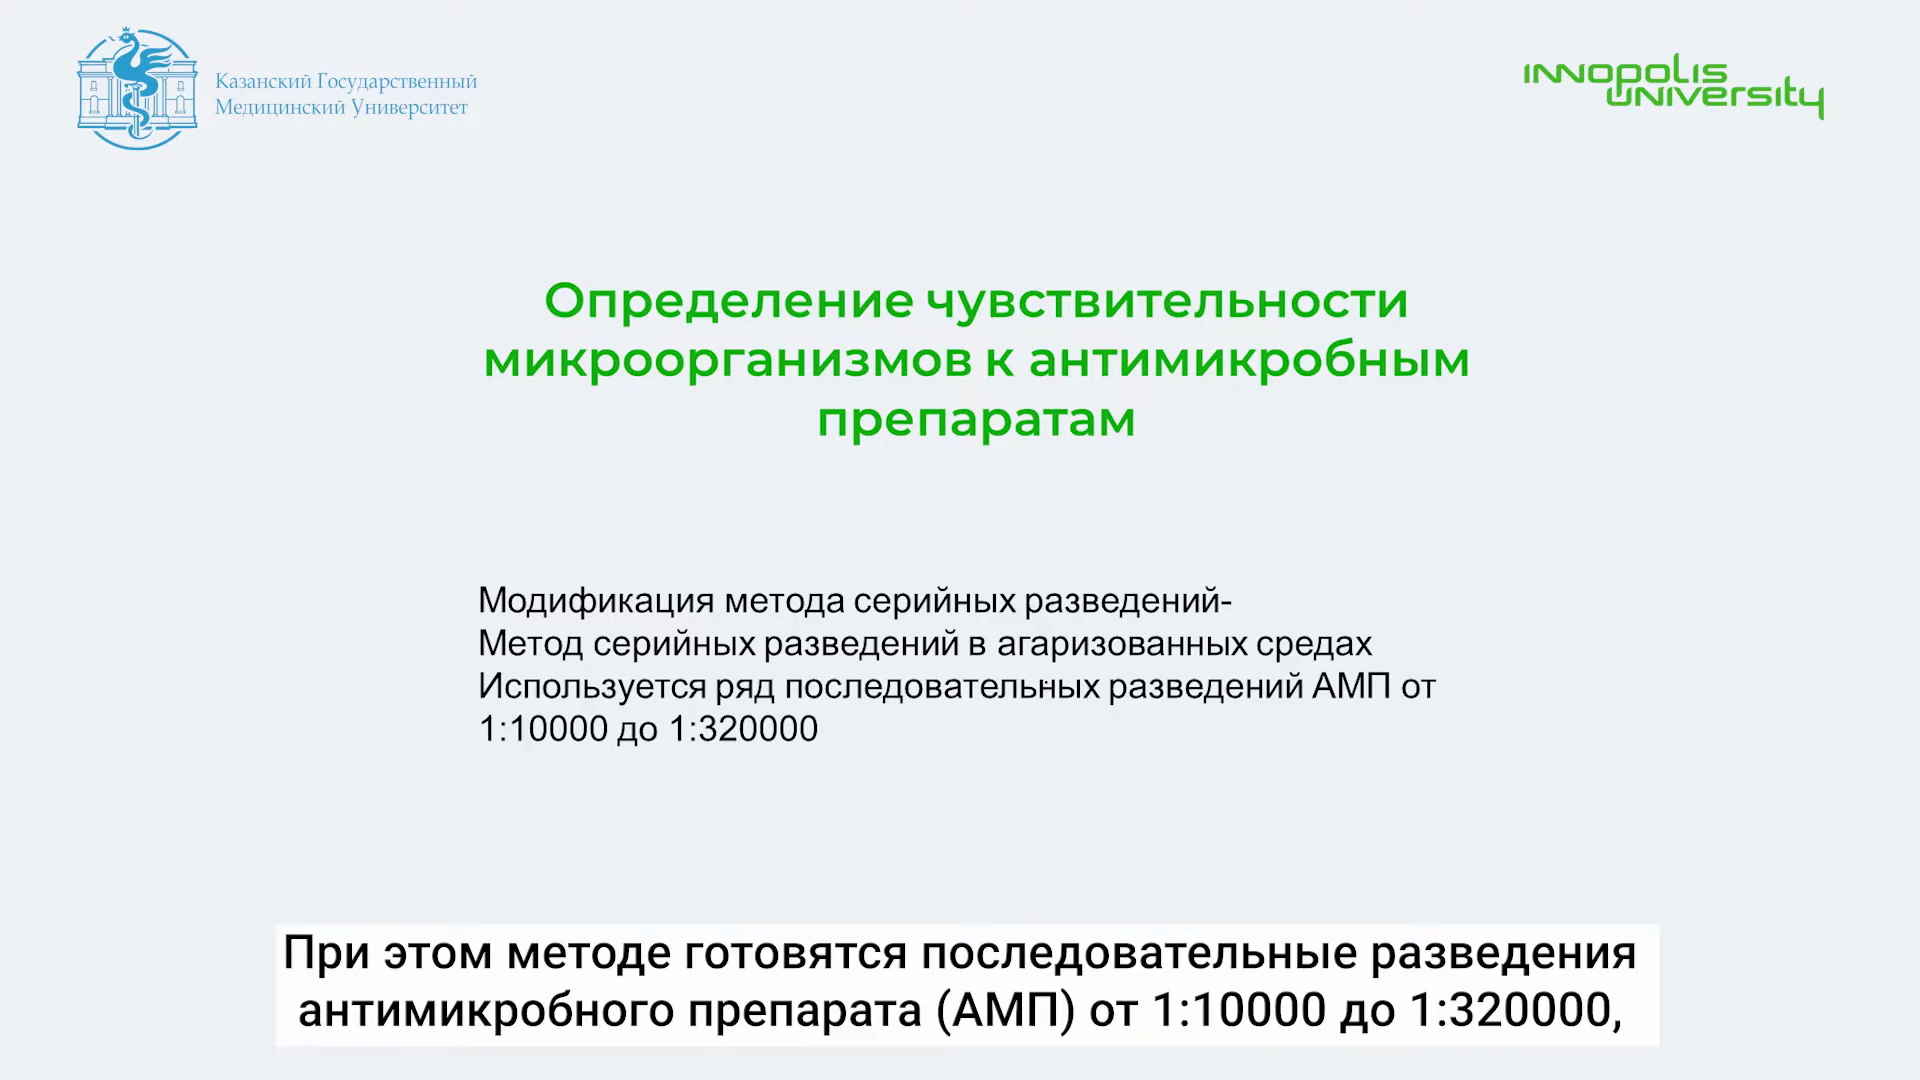 Казанский Государственный
Медицинский Университет
INNOPOLIS
UNIVERSITY
Определение чувствительности
микроорганизмов к антимикробным
препаратам
Модификация метода серийных разведений-
Метод серийных разведений в агаризованных средах
Используется ряд последовательных разведений АМП от
1:10000 до 1:320000
При этом методе готовятся последовательные разведения
антимикробного препарата (АМП) от 1:10000 до 1:320000,